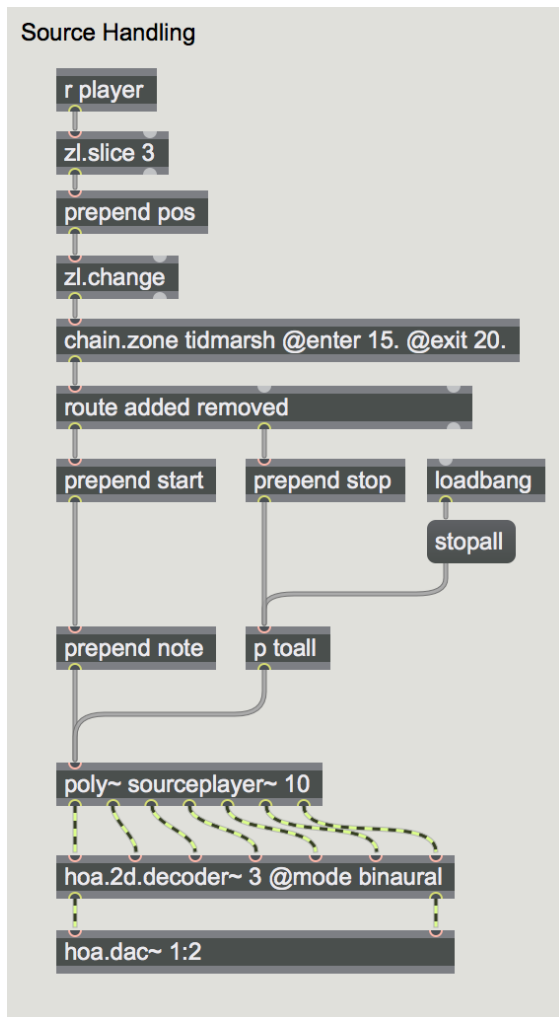 Source Handling
r player
zl.slice 3
prepend pos
zl.change
chain.zone tidmarsh @enter 15. @exit 20.
route added removed
prepend start
prepend stop
loadbang
stopall
prepend note
p toall
poly~ sourceplayer~ 10
hoa.2d.decoder~ 3 @mode binaural
hoa.dac~ 1:2